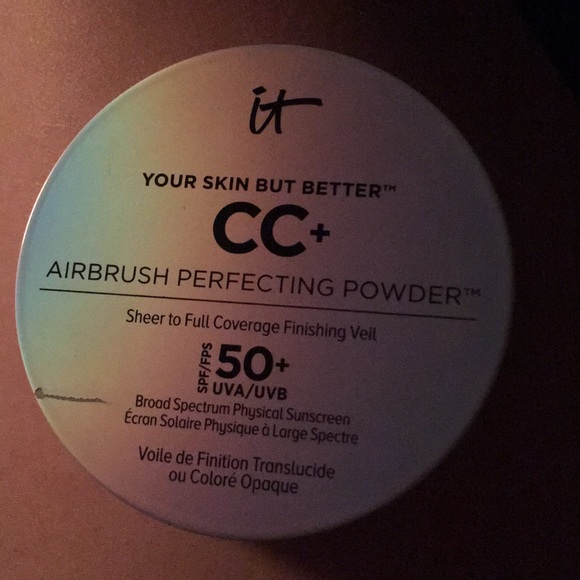 it
YOUR SKIN BUT BETTER™
CC+
AIRBRUSH PERFECTING POWDER™
Sheer to Full Coverage Finishing Veil
SPF/FPS 50+
UVA/UVB
Broad Spectrum Physical Sunscreen
Écran Solaire Physique à Large Spectre
Voile de Finition Translucide
ou Coloré Opaque